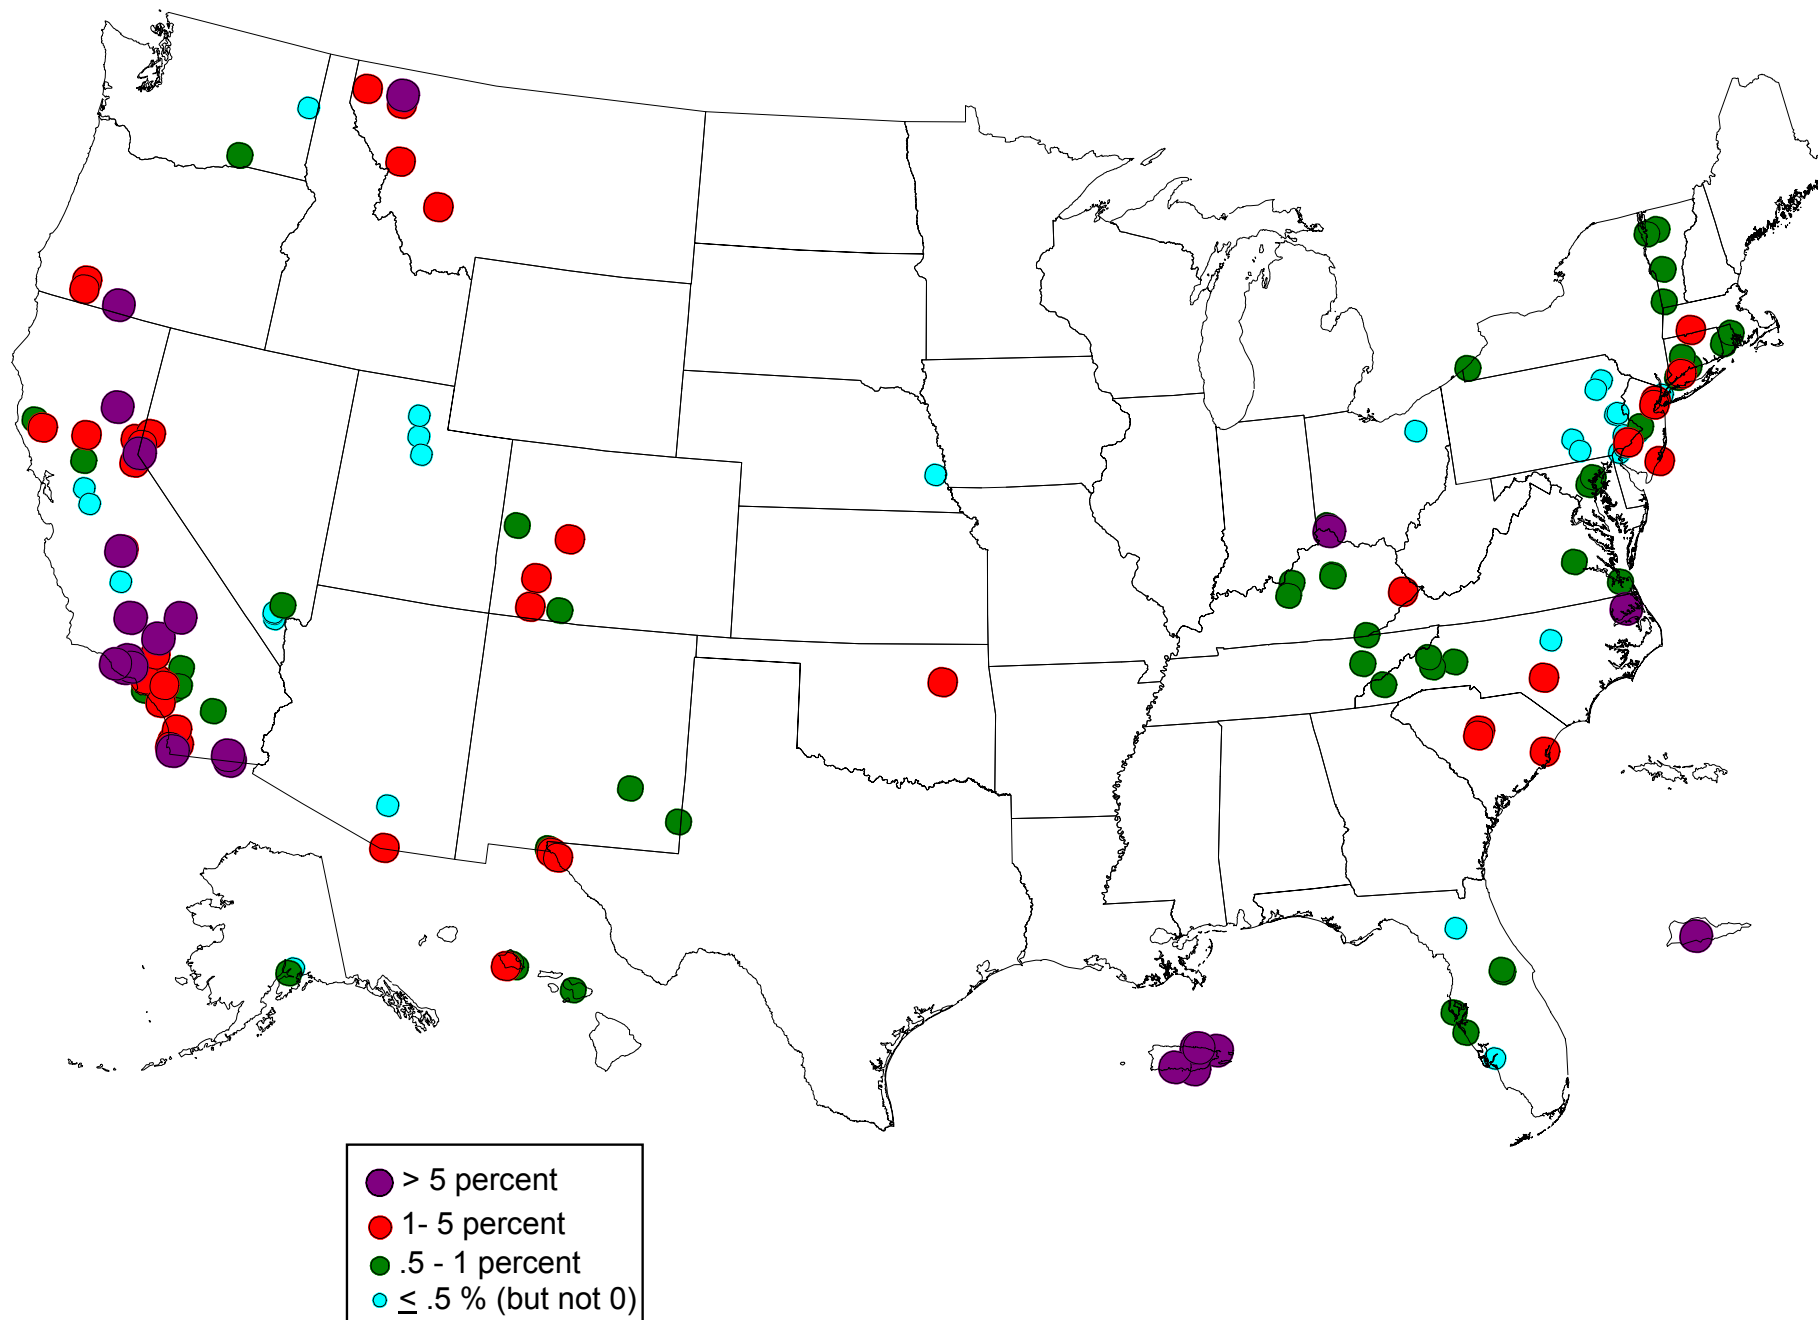 > 5 percent
1- 5 percent
.5 - 1 percent
≤ .5 % (but not 0)